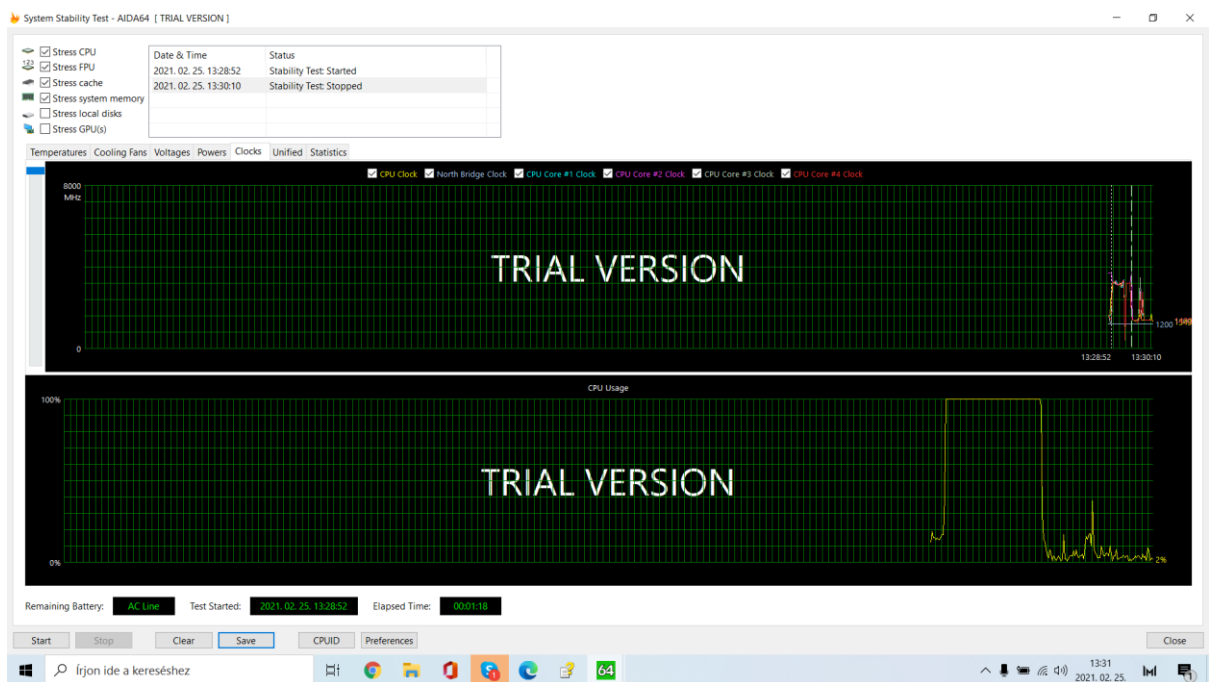 System Stability Test - AIDA64 [ TRIAL VERSION ]
Stress CPU
Stress FPU
Stress cache
Stress system memory
Stress local disks
Stress GPU(s)
Date & Time Status
2021. 02. 25. 13:28:52 Stability Test: Started
2021. 02. 25. 13:30:10 Stability Test: Stopped
Temperatures Cooling Fans Voltages Powers Clocks Unified Statistics
CPU Clock North Bridge Clock CPU Core #1 Clock CPU Core #2 Clock CPU Core #3 Clock CPU Core #4 Clock
8000
MHz
TRIAL VERSION
1200
0
13:28:52 13:30:10
CPU Usage
100%
TRIAL VERSION
0%
2%
Remaining Battery: AC Line Test Started: 2021. 02. 25. 13:28:52 Elapsed Time: 00:01:18
Start Stop Clear Save CPUID Preferences Close
Írjon ide a kereséshez
64
13:31
2021. 02. 25.